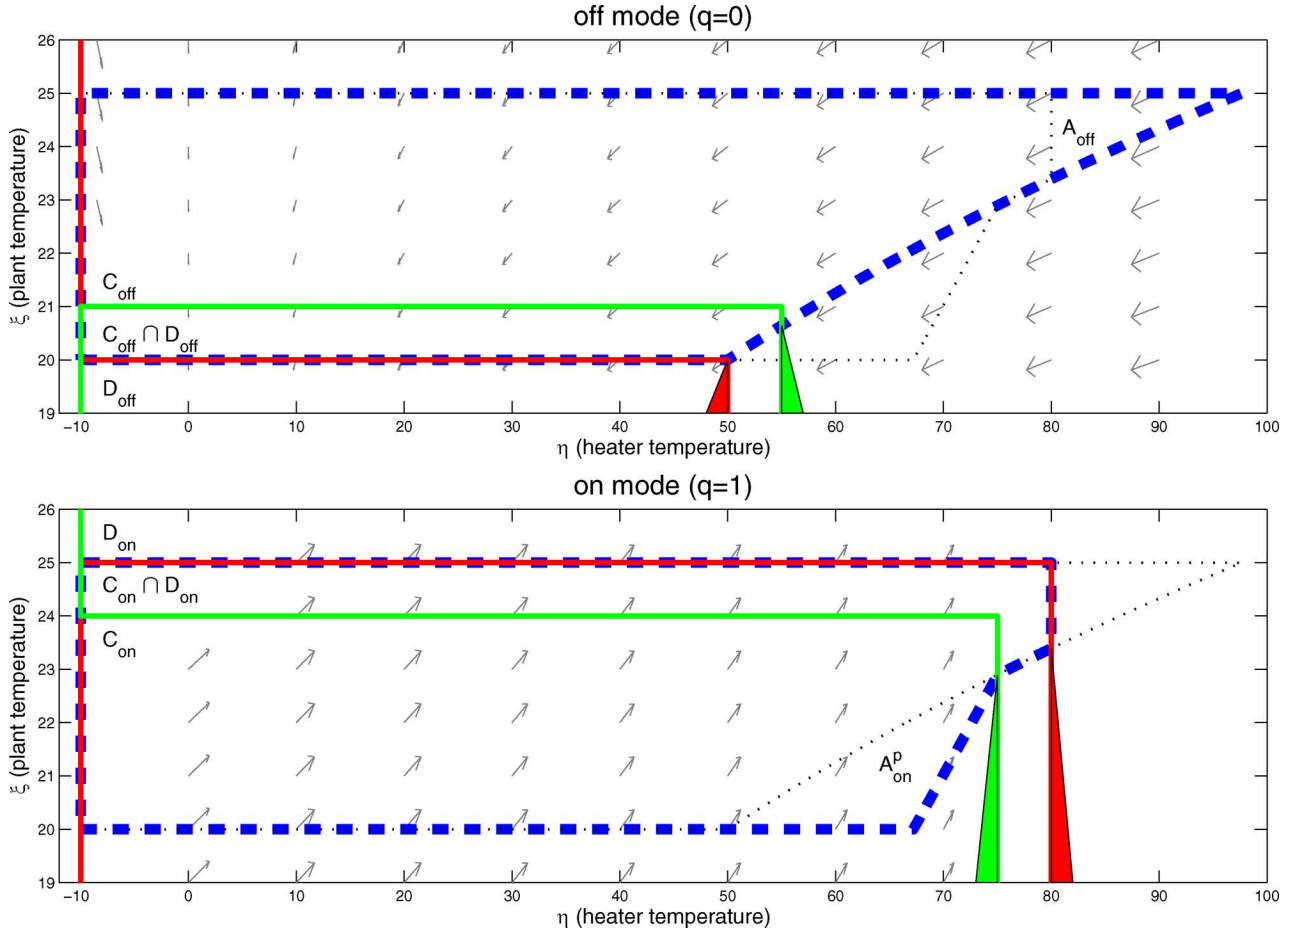 off mode (q=0)
26
25
24
23
22
21
20
19
ξ (plant temperature)
A_off
C_off
C_off ∩ D_off
D_off
−10 0 10 20 30 40 50 60 70 80 90 100
η (heater temperature)
on mode (q=1)
26
25
24
23
22
21
20
19
ξ (plant temperature)
D_on
C_on ∩ D_on
C_on
A^p_on
−10 0 10 20 30 40 50 60 70 80 90 100
η (heater temperature)